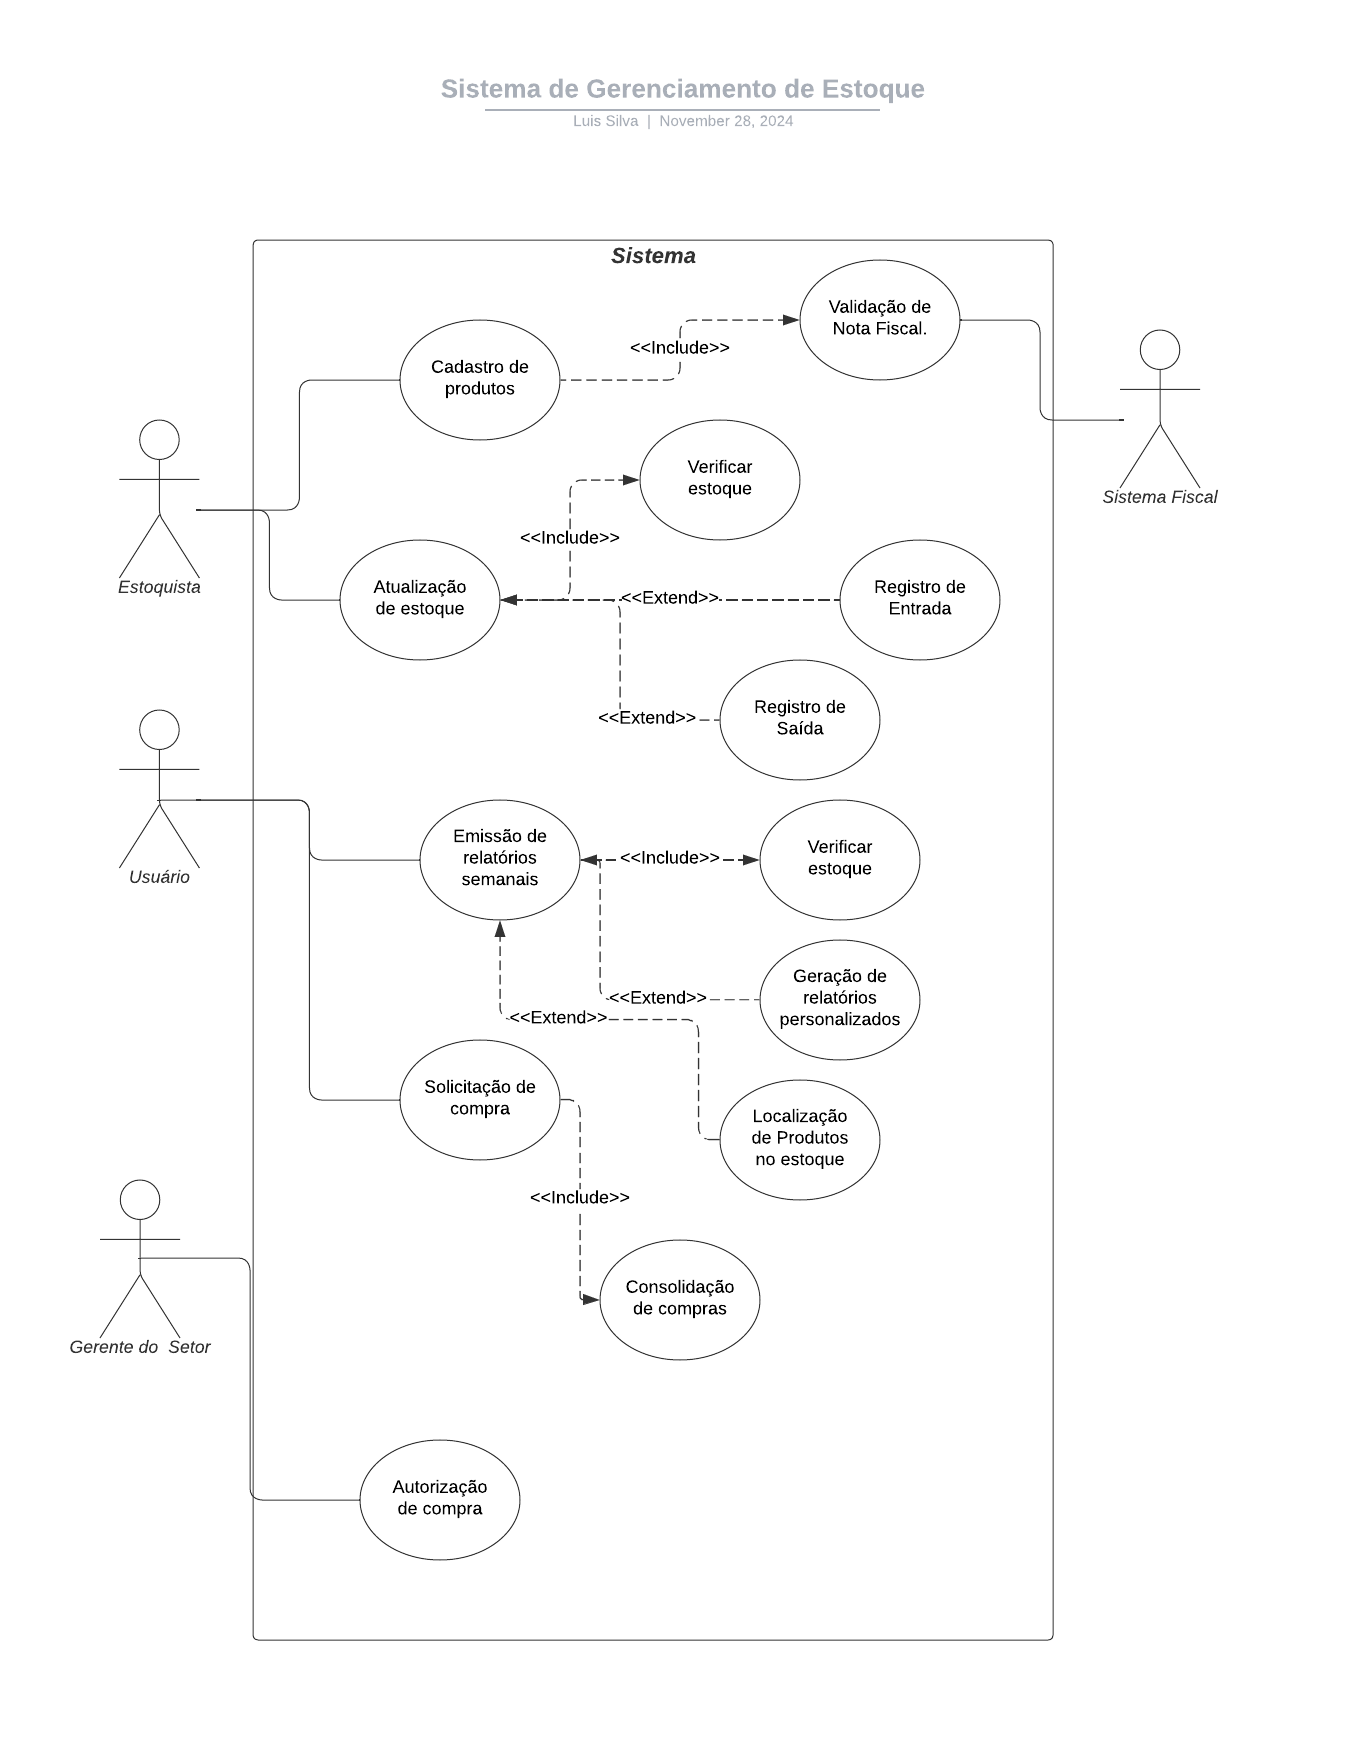 Sistema de Gerenciamento de Estoque
Luis Silva | November 28, 2024
Sistema
Validação de
Nota Fiscal.
<<Include>>
Cadastro de
produtos
Verificar
estoque
Sistema Fiscal
<<Include>>
Estoquista
Atualização
de estoque
<<Extend>>
Registro de
Entrada
<<Extend>>
Registro de
Saída
Usuário
Emissão de
relatórios
semanais
<<Include>>
Verificar
estoque
<<Extend>>
Geração de
relatórios
personalizados
<<Extend>>
Solicitação de
compra
Localização
de Produtos
no estoque
<<Include>>
Consolidação
de compras
Gerente do  Setor
Autorização
de compra